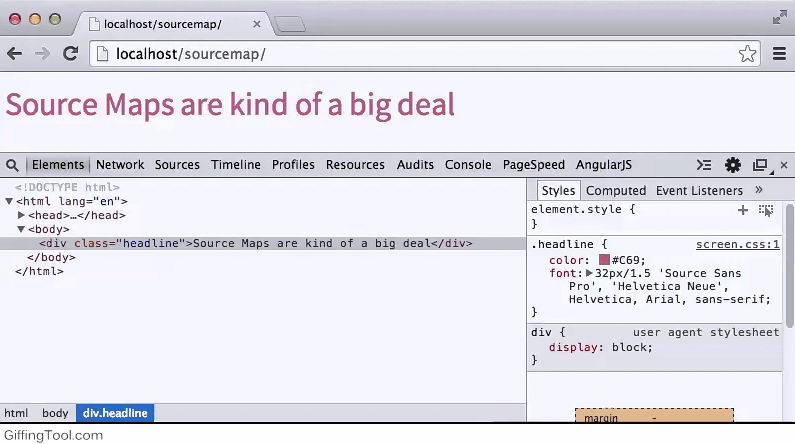 localhost/sourcemap/
localhost/sourcemap/
Source Maps are kind of a big deal
Elements Network Sources Timeline Profiles Resources Audits Console PageSpeed AngularJS
<!DOCTYPE html>
<html lang="en">
<head>…</head>
<body>
<div class="headline">Source Maps are kind of a big deal</div>
</body>
</html>
html body div.headline
Styles Computed Event Listeners »
element.style {
}
.headline { screen.css:1
color: #C69;
font: 32px/1.5 'Source Sans
Pro', 'Helvetica Neue',
Helvetica, Arial, sans-serif;
}
div { user agent stylesheet
display: block;
}
margin -
GiffingTool.com